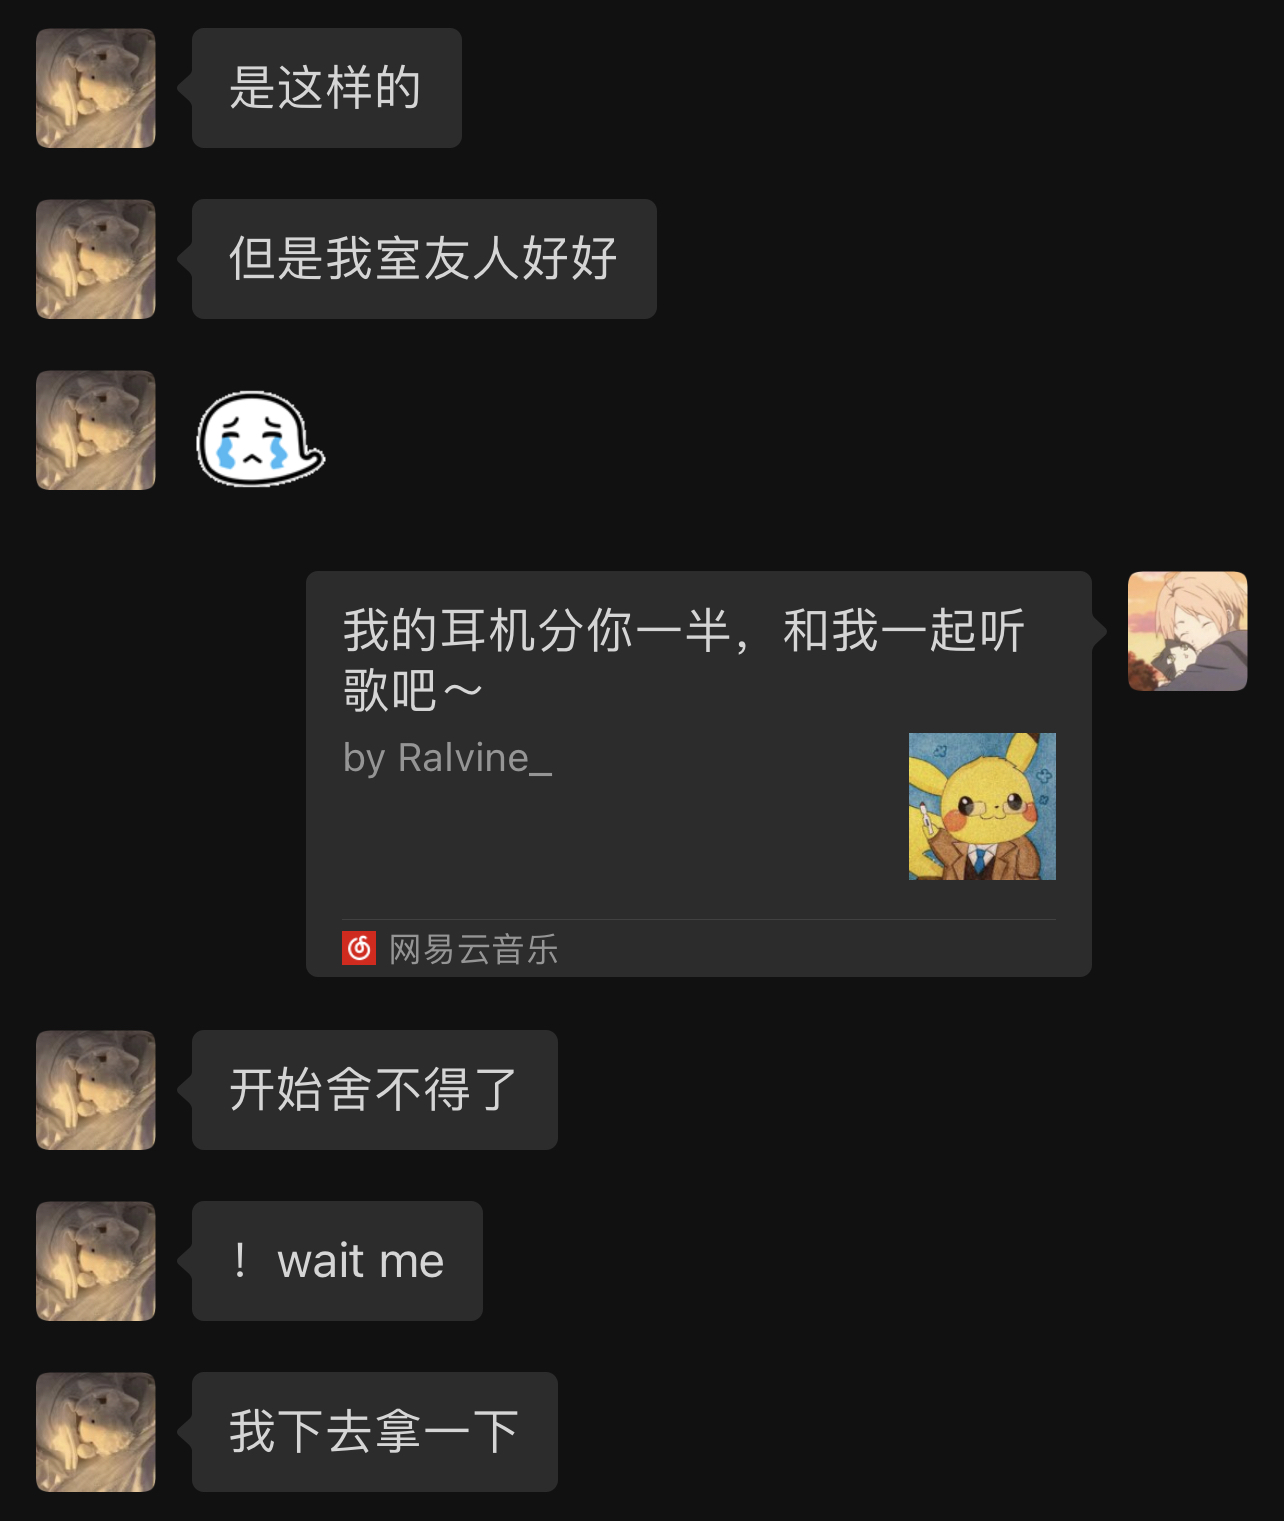 是这样的
但是我室友人好好
我的耳机分你一半，和我一起听
歌吧～
by Ralvine_
网易云音乐
开始舍不得了
！wait me
我下去拿一下